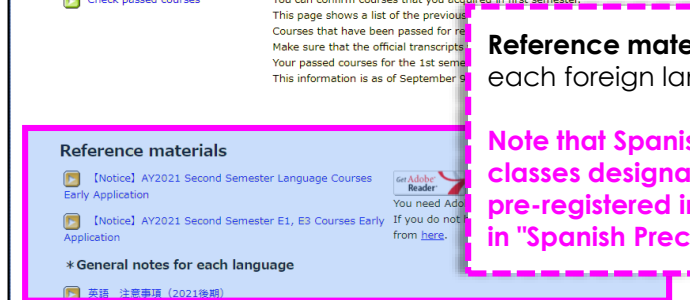 Check passed courses
You can confirm courses that you acquired in first semester.
This page shows a list of the previous
Courses that have been passed for re
Make sure that the official transcripts
Your passed courses for the 1st seme
This information is as of September 9
Reference mate
each foreign lan
Note that Spanis
classes designa
pre-registered in
in "Spanish Prec
Reference materials
【Notice】AY2021 Second Semester Language Courses
Early Application
Get Adobe
Reader
You need Ado
【Notice】AY2021 Second Semester E1, E3 Courses Early
Application
If you do not h
from here.
*General notes for each language
英語 注意事項（2021後期）